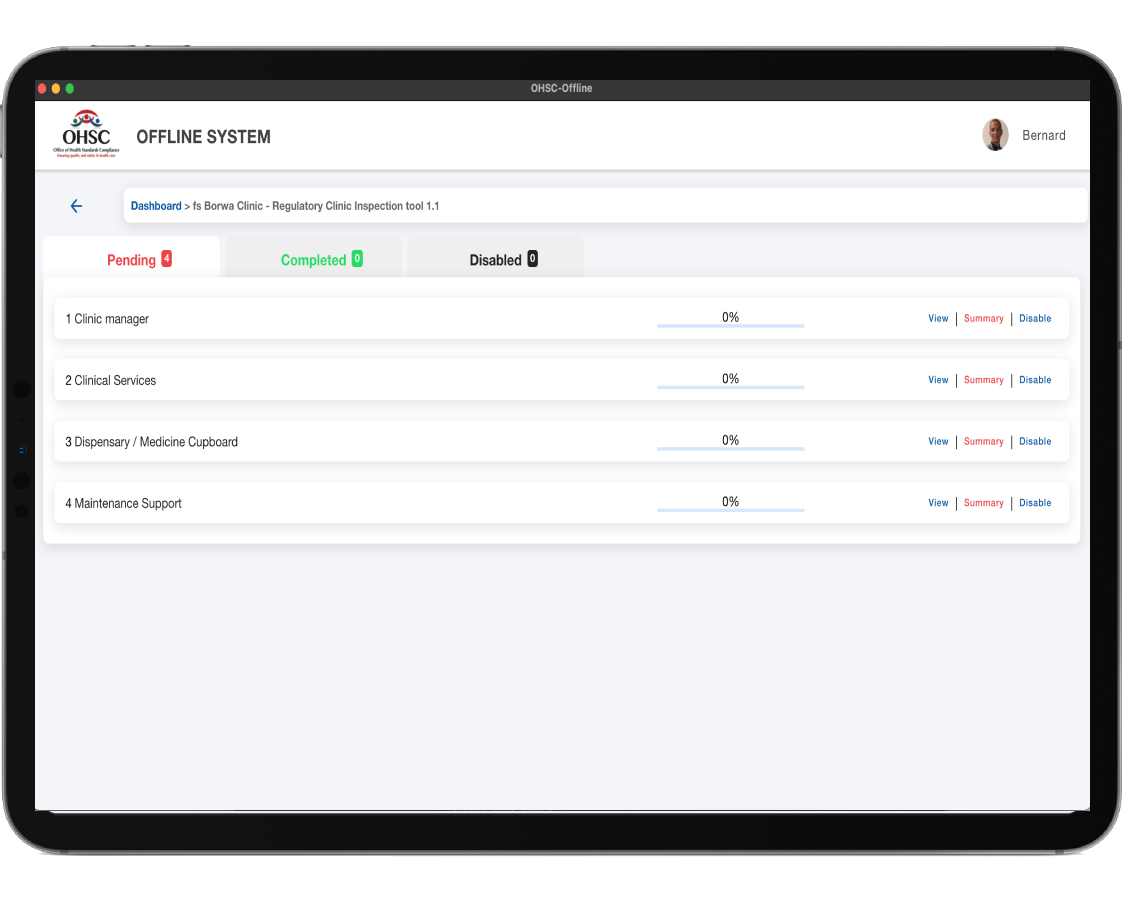 OHSC-Offline
OHSC
Office of Health Standards Compliance
Ensuring quality and safety in health care
OFFLINE SYSTEM
Bernard
Dashboard > fs Borwa Clinic - Regulatory Clinic Inspection tool 1.1
Pending 4 Completed 0 Disabled 0
1 Clinic manager 0% View | Summary | Disable
2 Clinical Services 0% View | Summary | Disable
3 Dispensary / Medicine Cupboard 0% View | Summary | Disable
4 Maintenance Support 0% View | Summary | Disable